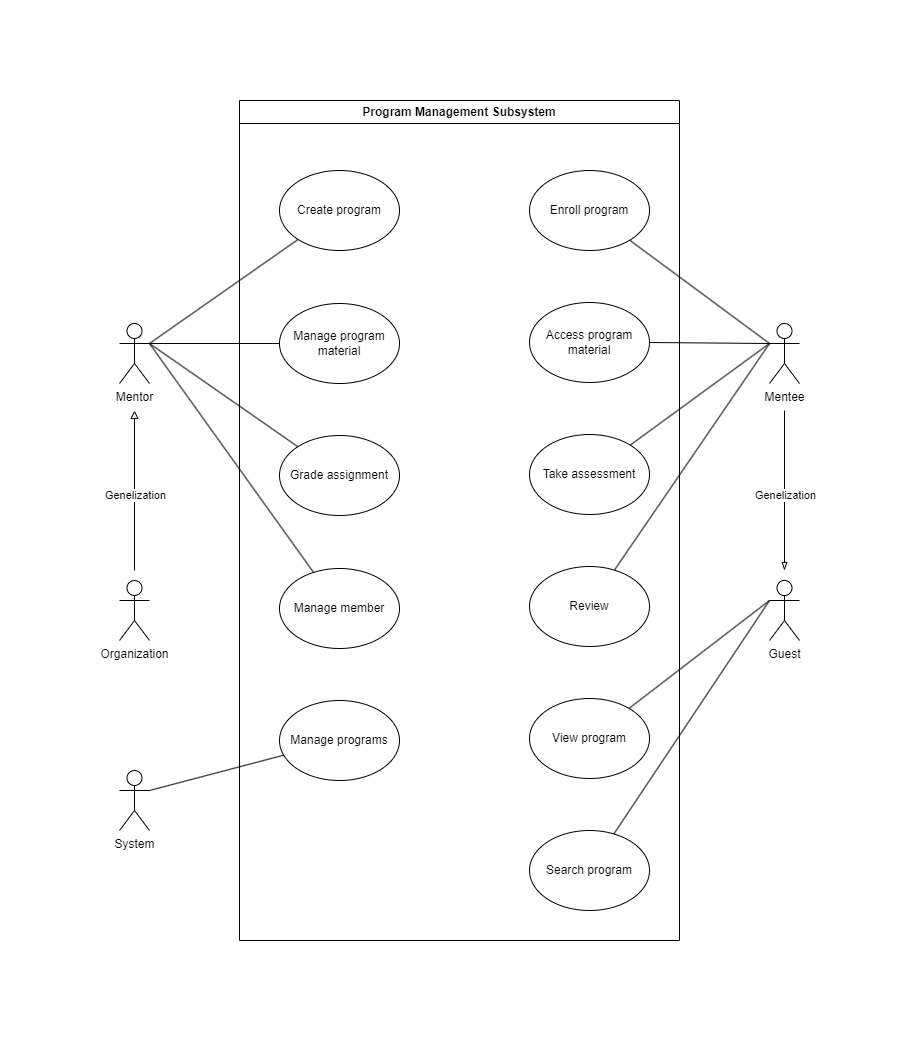 Program Management Subsystem
Create program
Enroll program
Manage program
material
Access program
material
Mentor
Mentee
Grade assignment
Take assessment
Genelization
Genelization
Manage member
Review
Organization
Guest
Manage programs
View program
System
Search program